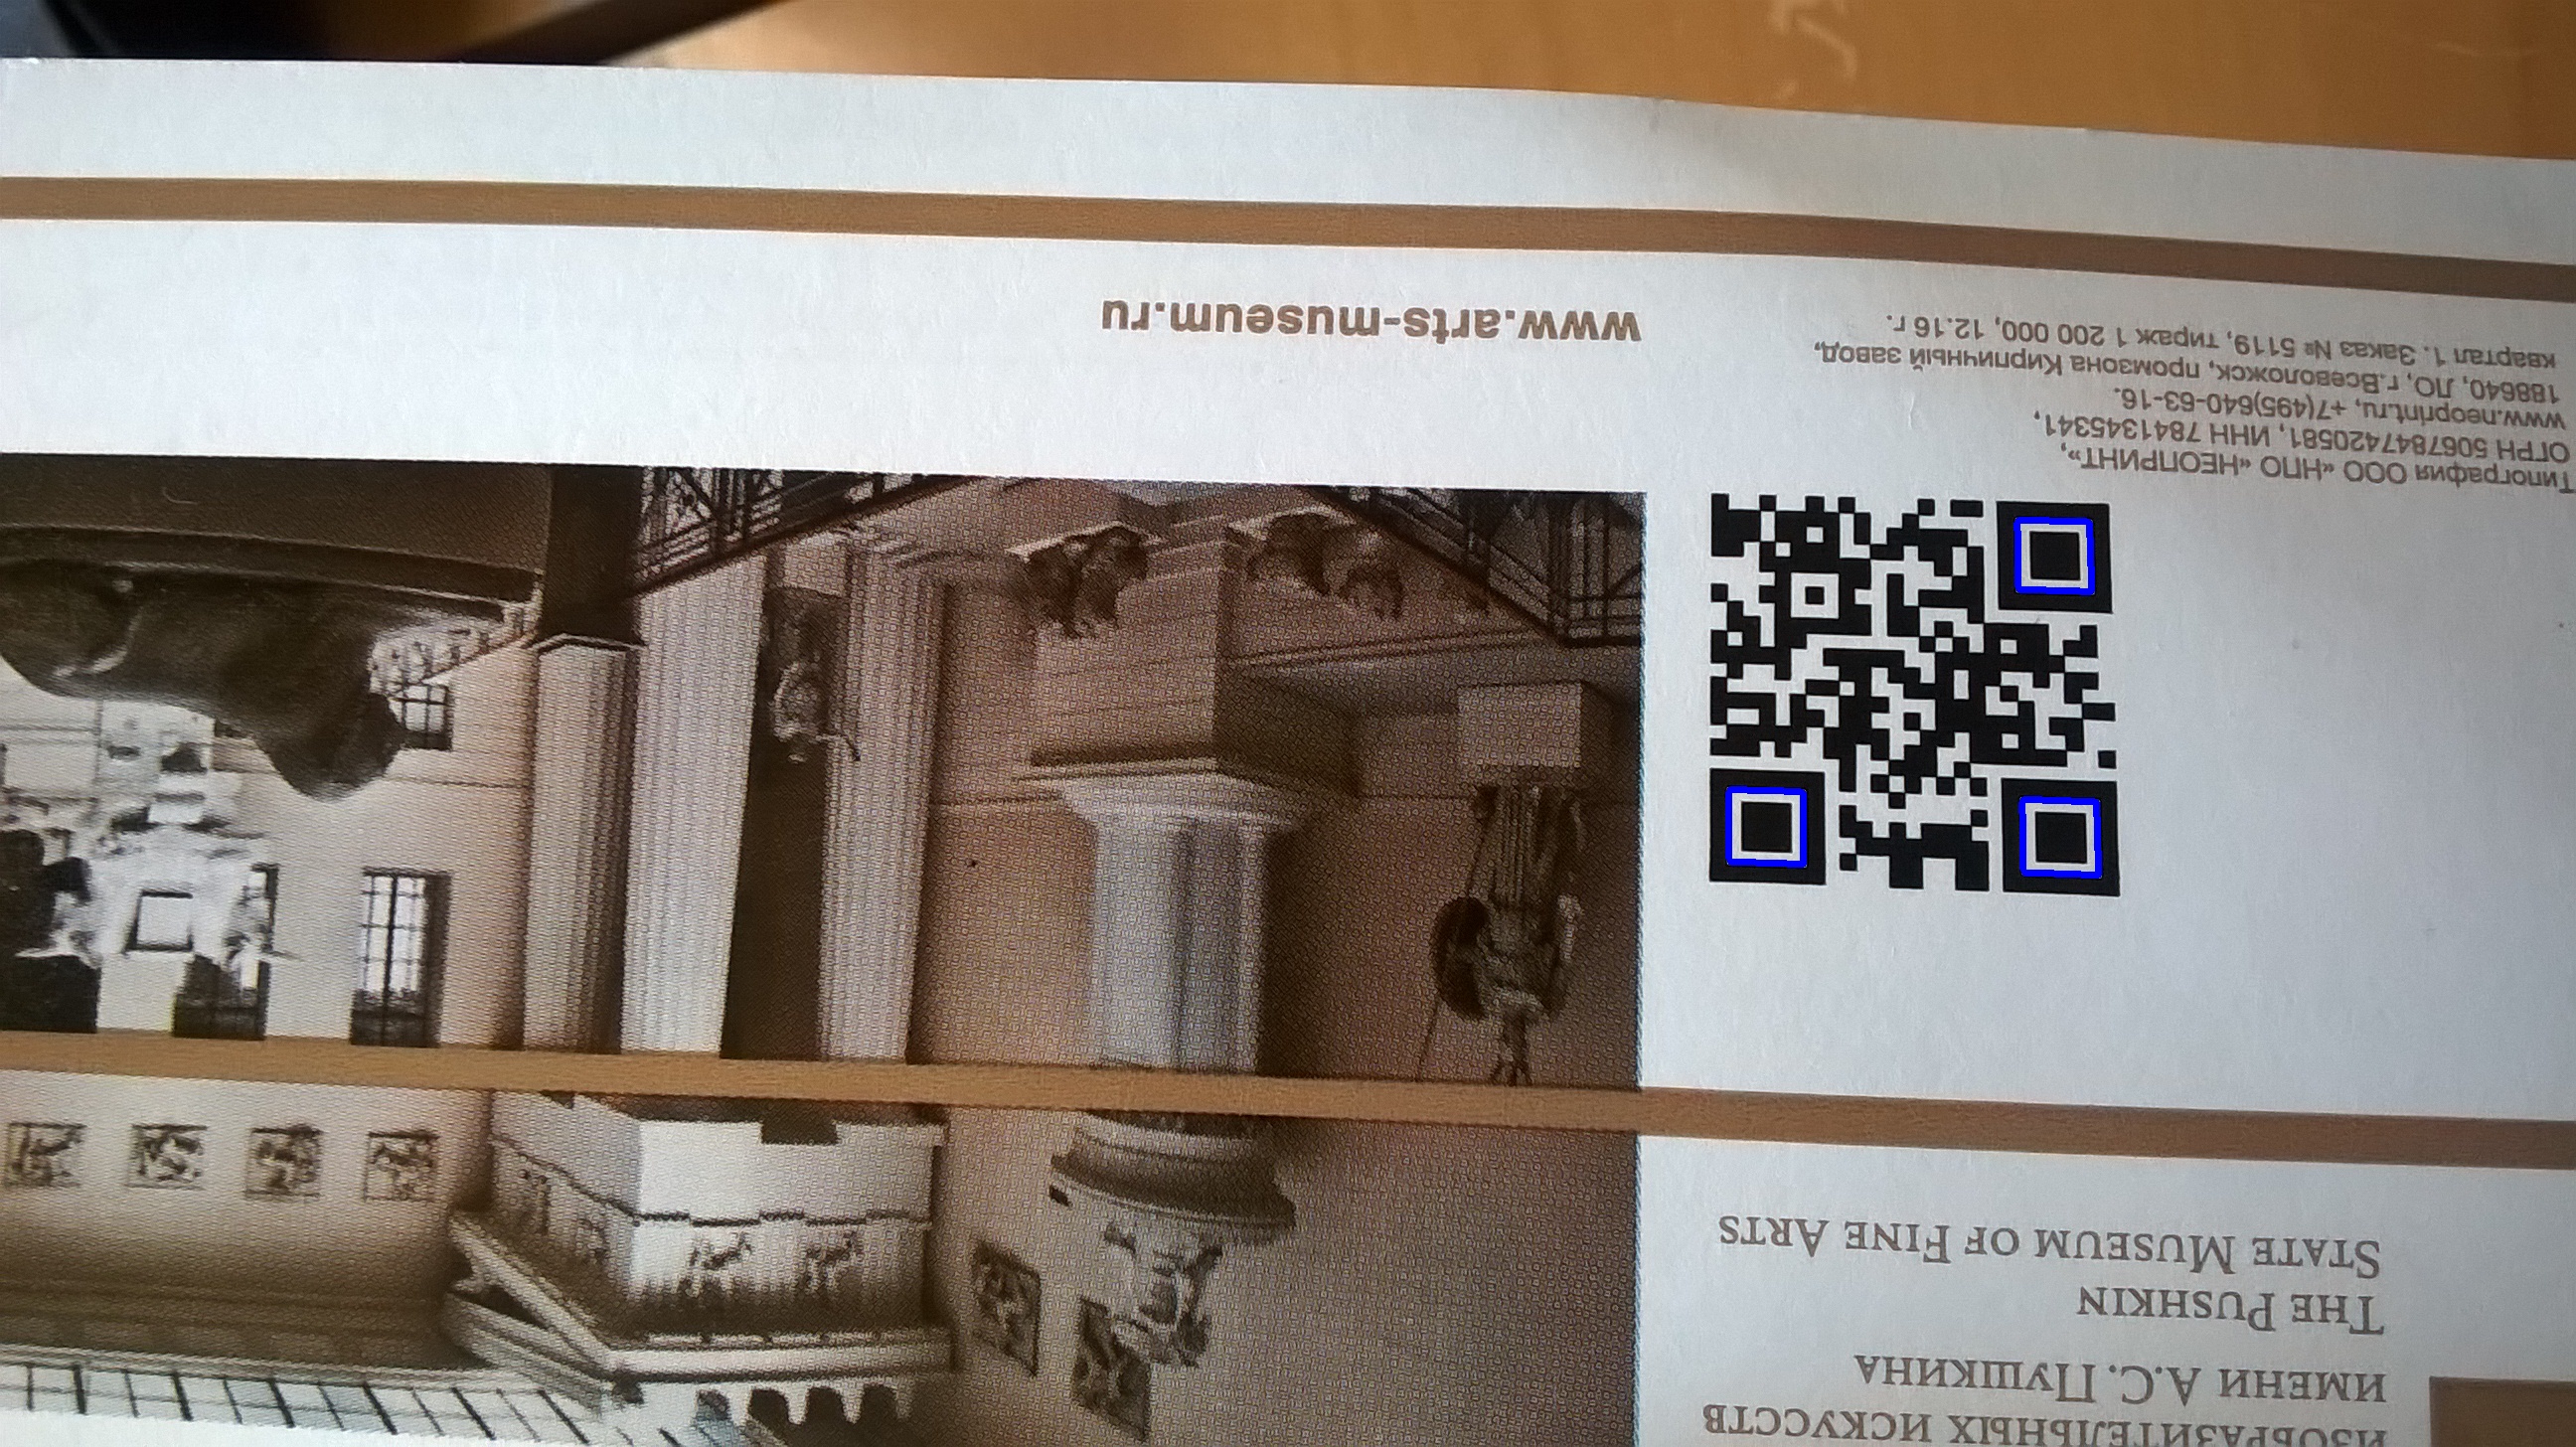 ИЗОБРАЗИТЕЛЬНЫХ ИСКУССТВ
ИМЕНИ А.С. ПУШКИНА
THE PUSHKIN
STATE MUSEUM OF FINE ARTS
Типография ООО «НПО «НЕОПРИНТ»,
ОГРН 5067847420581, ИНН 7841345341,
www.neoprint.ru, +7(495)640-63-16.
188640, ЛО, г.Всеволожск, промзона Кирпичный завод,
квартал 1. Заказ № 5119, тираж 1 200 000, 12.16 г.
www.arts-museum.ru